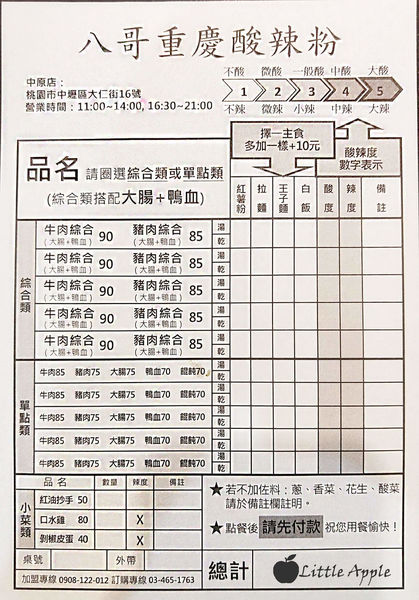 八哥重慶酸辣粉
中原店：
桃園市中壢區大仁街16號
營業時間：11:00~14:00, 16:30~21:00
不酸 微酸 一般酸 中酸 大酸
1 2 3 4 5
不辣 微辣 小辣 中辣 大辣
擇一主食
多加一樣+10元
酸辣度
數字表示
品名 請圈選綜合類或單點類
(綜合類搭配大腸+鴨血)
紅薯粉 拉麵 王子麵 白飯 酸度 辣度 備註
綜合類
牛肉綜合 90 豬肉綜合 85 湯
(大腸+鴨血) (大腸+鴨血) 乾
牛肉綜合 90 豬肉綜合 85 湯
(大腸+鴨血) (大腸+鴨血) 乾
牛肉綜合 90 豬肉綜合 85 湯
(大腸+鴨血) (大腸+鴨血) 乾
牛肉綜合 90 豬肉綜合 85 湯
(大腸+鴨血) (大腸+鴨血) 乾
牛肉綜合 90 豬肉綜合 85 湯
(大腸+鴨血) (大腸+鴨血) 乾
單點類
牛肉85 豬肉75 大腸75 鴨血70 餛飩70 湯 乾
牛肉85 豬肉75 大腸75 鴨血70 餛飩70 湯 乾
牛肉85 豬肉75 大腸75 鴨血70 餛飩70 湯 乾
牛肉85 豬肉75 大腸75 鴨血70 餛飩70 湯 乾
牛肉85 豬肉75 大腸75 鴨血70 餛飩70 湯 乾
小菜類
品名 數量 辣度 備註
紅油抄手 50
口水雞 80 X
剝椒皮蛋 40 X
★若不加佐料：蔥、香菜、花生、酸菜
請於備註欄註明。
★點餐後請先付款 祝您用餐愉快！
桌號 外帶
加盟專線 0908-122-012 訂購專線 03-465-1763
總計
Little Apple